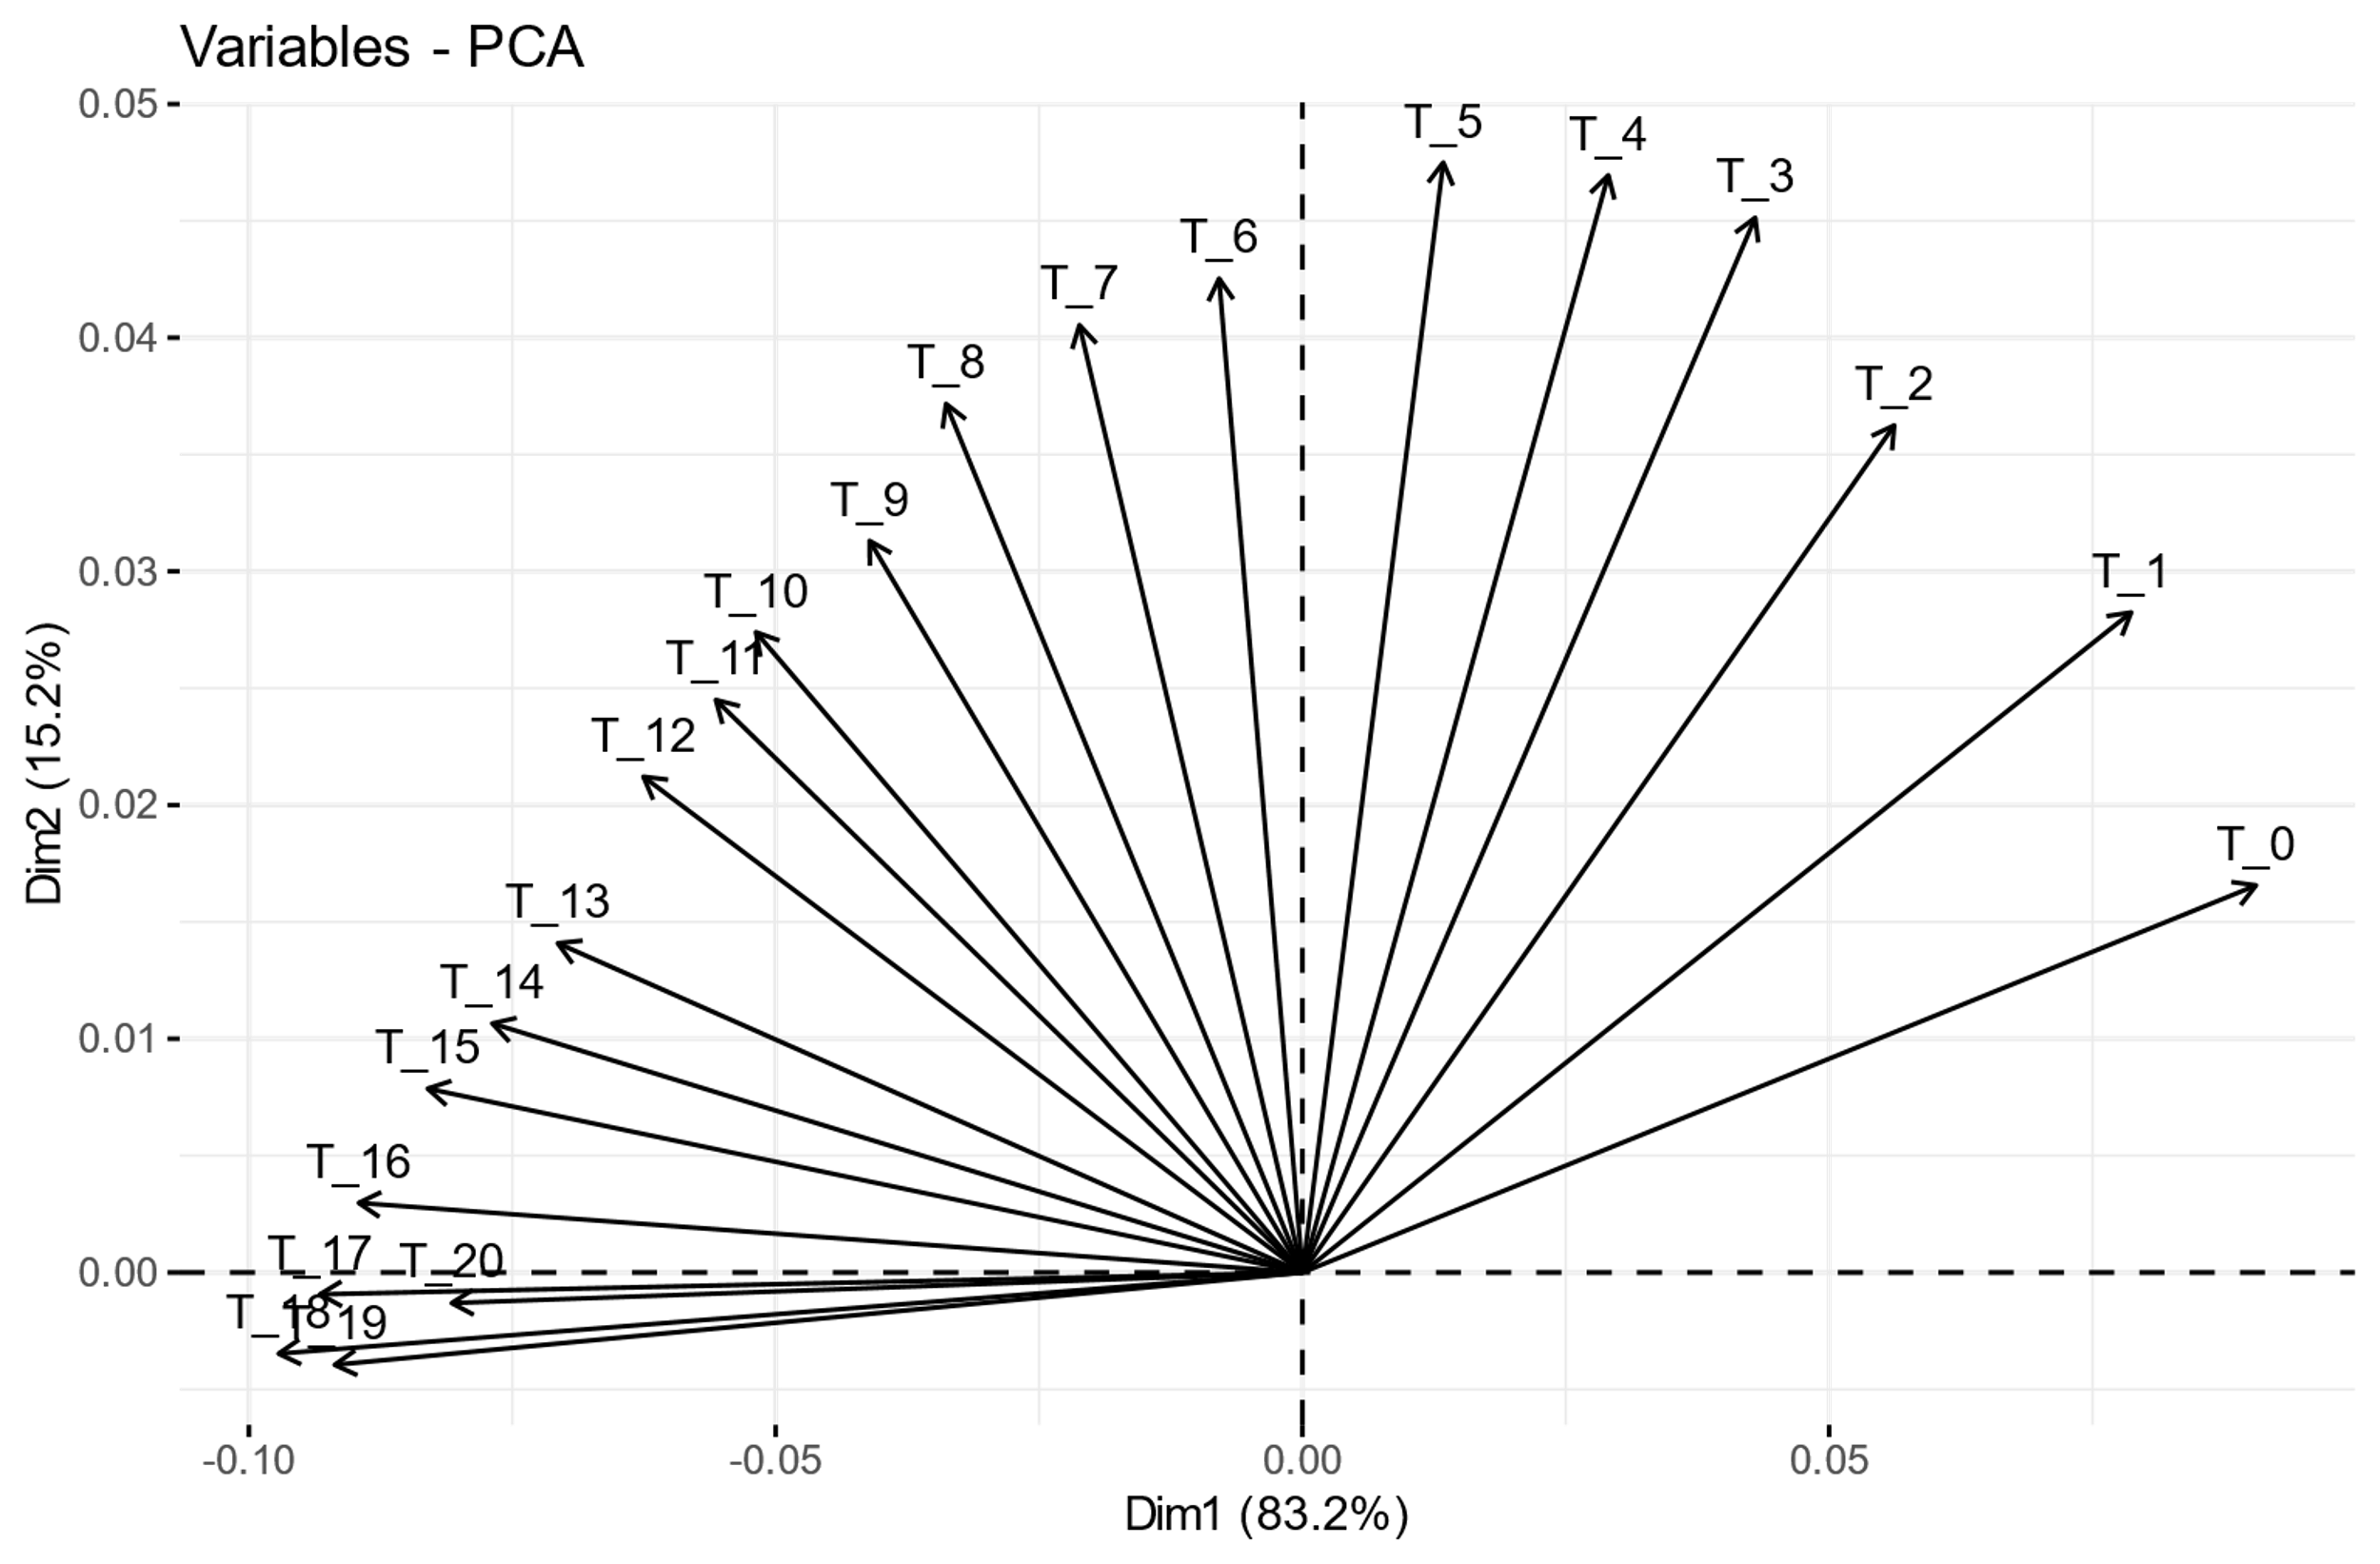 Variables - PCA
0.05
T_5
T_4
T_3
T_6
T_7
0.04
T_8
T_2
T_9
0.03
T_1
T_10
T_11
T_12
0.02
T_0
T_13
T_14
0.01
T_15
T_16
T_17
T_20
0.00
T_18
T_19
-0.10
-0.05
0.00
0.05
Dim1 (83.2%)
Dim2 (15.2%)